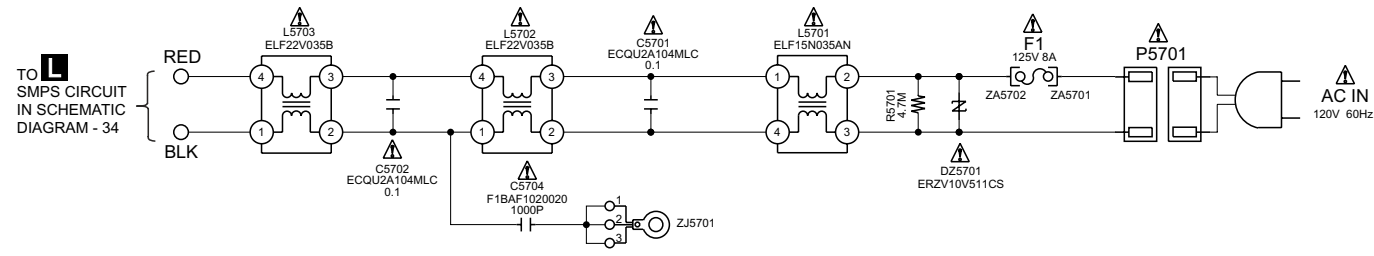 TO L
SMPS CIRCUIT
IN SCHEMATIC
DIAGRAM - 34
RED
BLK
L5703
ELF22V035B
4
3
1
2
C5702
ECQU2A104MLC
0.1
L5702
ELF22V035B
4
3
1
2
C5704
F1BAF1020020
1000P
1
2
3
ZJ5701
C5701
ECQU2A104MLC
0.1
L5701
ELF15N035AN
1
2
4
3
R5701
4.7M
DZ5701
ERZV10V511CS
F1
125V 8A
ZA5702
ZA5701
P5701
AC IN
120V 60Hz